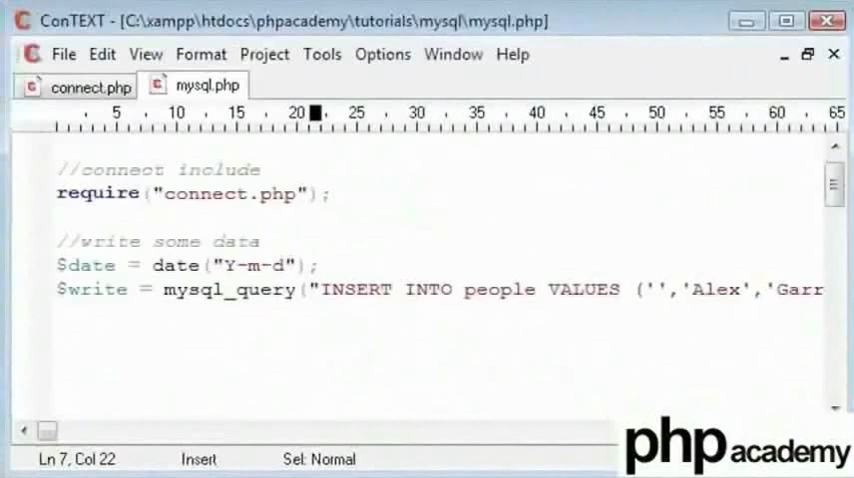 ConTEXT - [C:\xampp\htdocs\phpacademy\tutorials\mysql\mysql.php]
File Edit View Format Project Tools Options Window Help
connect.php mysql.php
5 10 15 20 25 30 35 40 45 50 55 60 65
//connect include
require("connect.php");
//write some data
$date = date("Y-m-d");
$write = mysql_query("INSERT INTO people VALUES ('','Alex','Garr
Ln 7, Col 22 Insert Sel: Normal
php academy